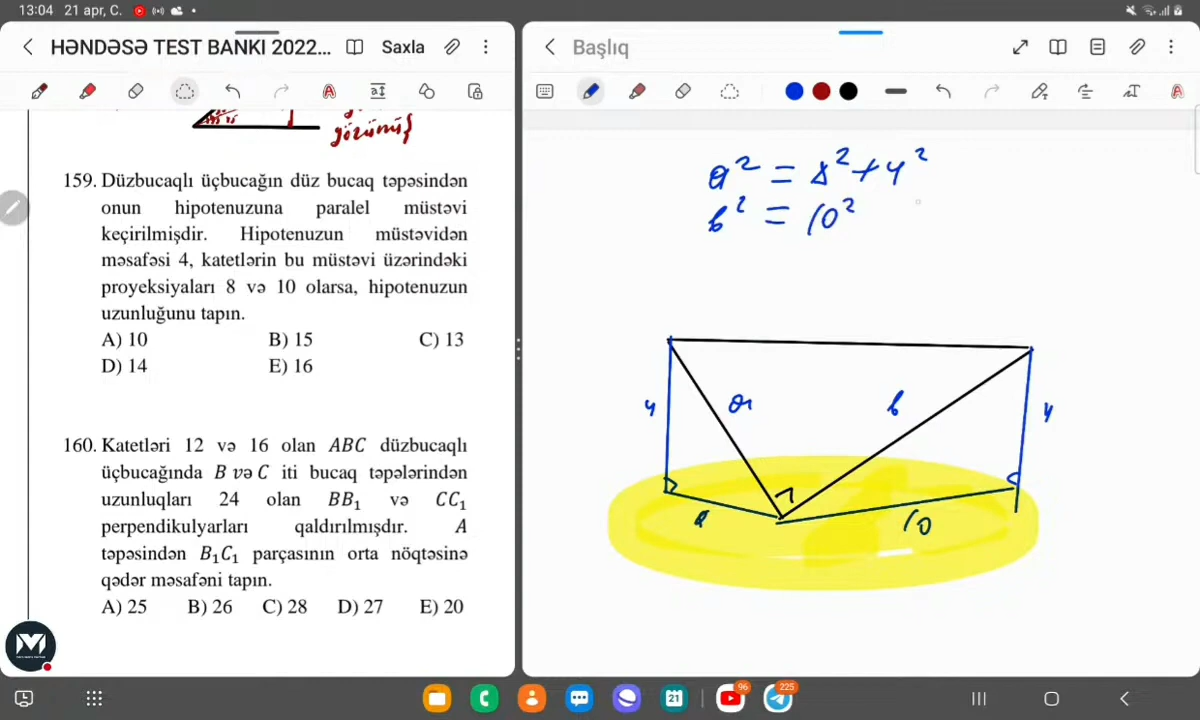 13:04 21 apr, C.
HƏNDƏSƏ TEST BANKI 2022...
Saxla
Başlıq
gözümüş
159. Düzbucaqlı üçbucağın düz bucaq təpəsindən
onun hipotenuzuna paralel müstəvi
keçirilmişdir. Hipotenuzun müstəvidən
məsafəsi 4, katetlərin bu müstəvi üzərindəki
proyeksiyaları 8 və 10 olarsa, hipotenuzun
uzunluğunu tapın.
A) 10 B) 15 C) 13
D) 14 E) 16
160. Katetləri 12 və 16 olan ABC düzbucaqlı
üçbucağında B və C iti bucaq təpələrindən
uzunluqları 24 olan BB₁ və CC₁
perpendikulyarları qaldırılmışdır. A
təpəsindən B₁C₁ parçasının orta nöqtəsinə
qədər məsafəni tapın.
A) 25 B) 26 C) 28 D) 27 E) 20
a² = 8² + 4²
b² = 10²
4 a b 4
8 10
21
96
225